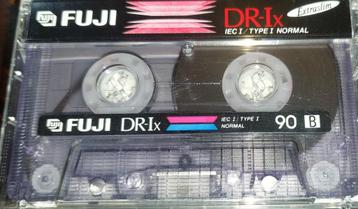 FUJI DR-Ix
IEC I / TYPE I NORMAL
Extraslim
FUJI DR-Ix IEC I / TYPE I
NORMAL 90 B